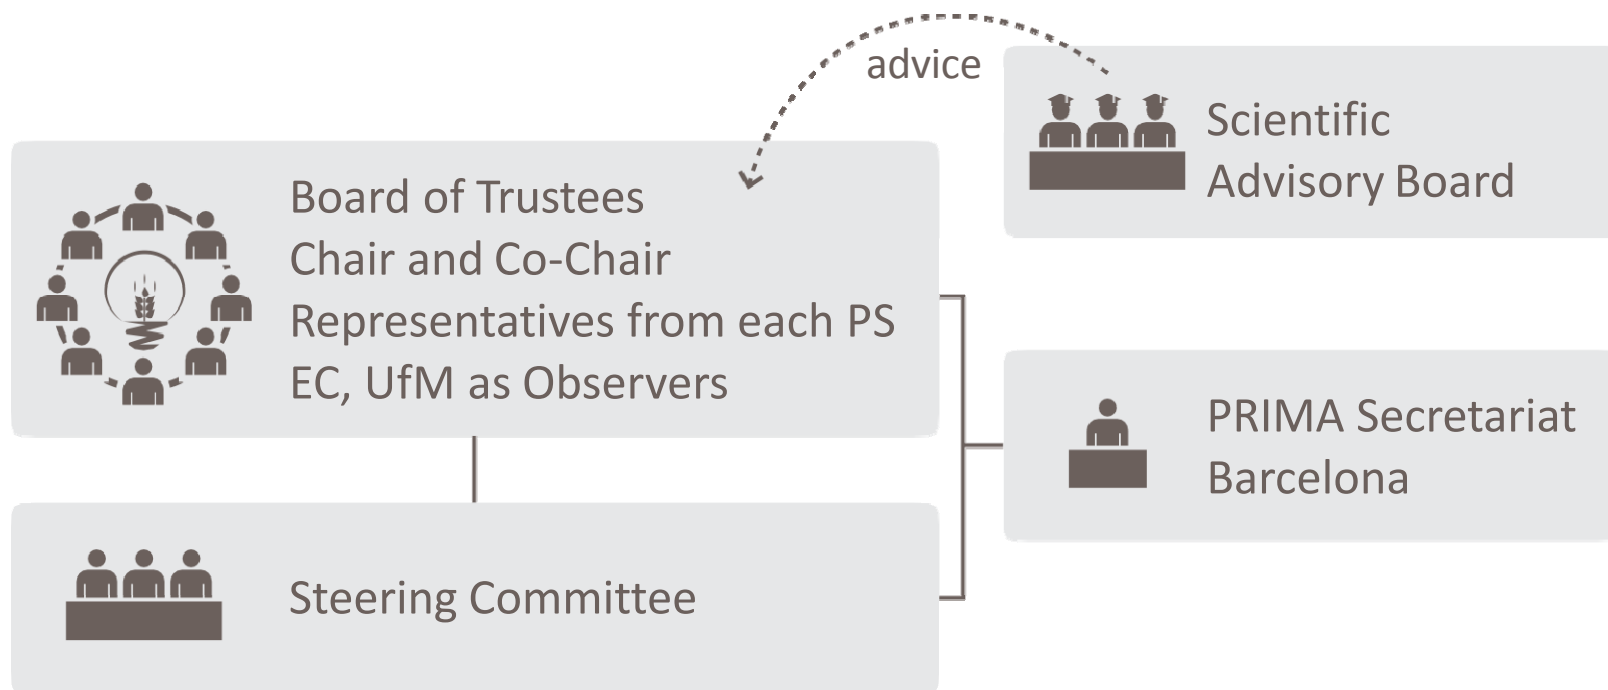 advice
Scientific
Advisory Board
Board of Trustees
Chair and Co-Chair
Representatives from each PS
EC, UfM as Observers
PRIMA Secretariat
Barcelona
Steering Committee